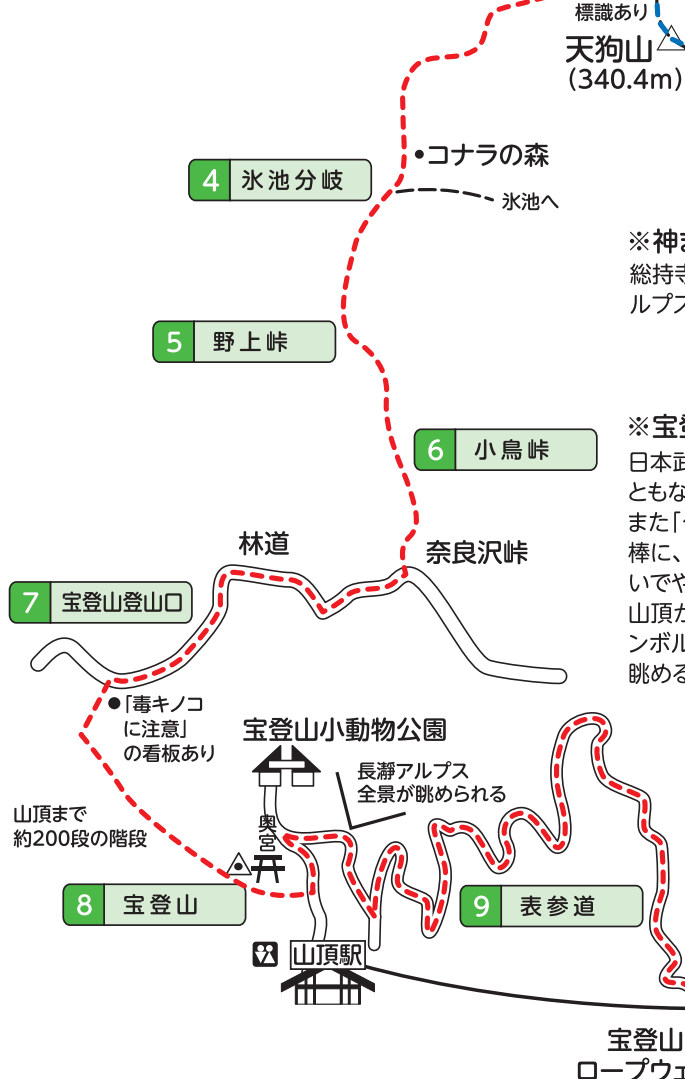 標識あり
天狗山
(340.4m)
コナラの森
4 氷池分岐
氷池へ
5 野上峠
6 小鳥峠
林道
奈良沢峠
7 宝登山登山口
「毒キノコ
に注意」
の看板あり
宝登山小動物公園
長瀞アルプス
全景が眺められる
山頂まで
約200段の階段
奥宮
8 宝登山
9 表参道
山頂駅
宝登山
ロープウェ
※神
総持
ルプ
※宝
日本武
ともな
また「
棒に、
いでや
山頂
ンボル
眺める